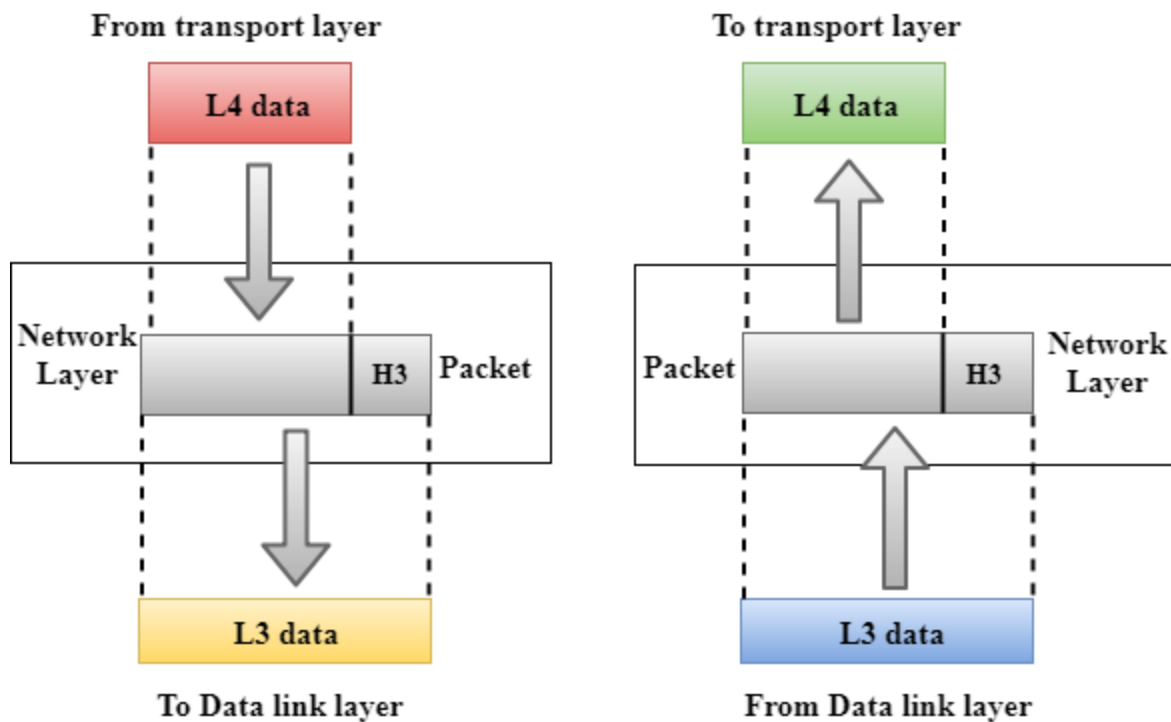 From transport layer
L4 data
Network
Layer
H3
Packet
L3 data
To Data link layer
To transport layer
L4 data
Packet
H3
Network
Layer
L3 data
From Data link layer